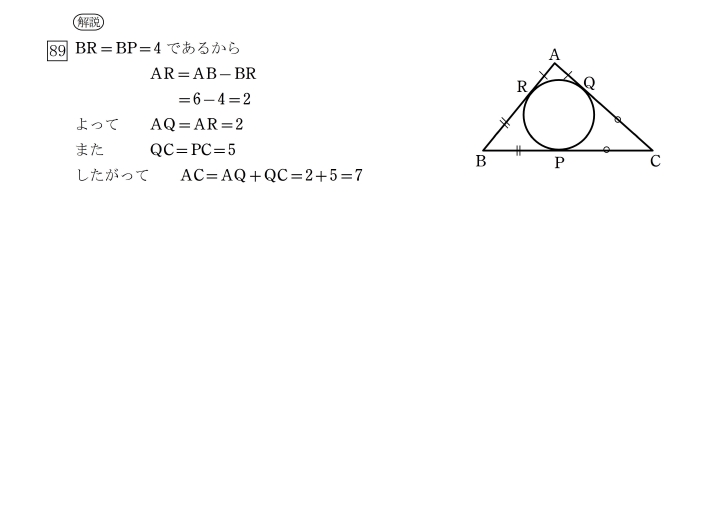 解説
89 BR=BP=4 であるから
AR=AB-BR
=6-4=2
よって AQ=AR=2
また QC=PC=5
したがって AC=AQ+QC=2+5=7
A
R
Q
B
P
C